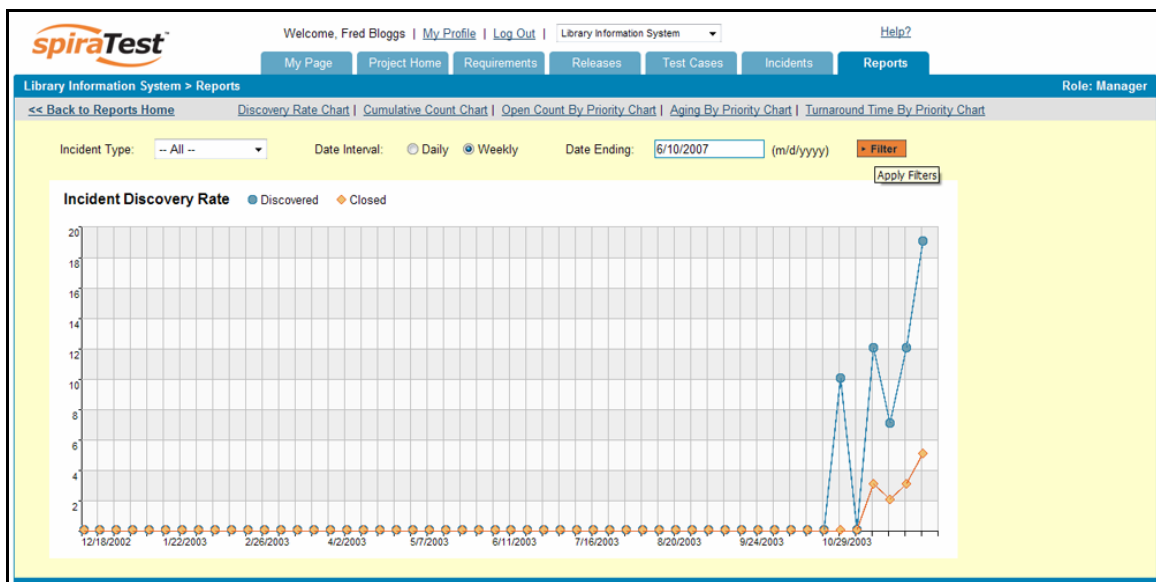 spiraTest™
Welcome, Fred Bloggs | My Profile | Log Out | Library Information System Help?
My Page Project Home Requirements Releases Test Cases Incidents Reports
Library Information System > Reports Role: Manager
<< Back to Reports Home Discovery Rate Chart | Cumulative Count Chart | Open Count By Priority Chart | Aging By Priority Chart | Turnaround Time By Priority Chart
Incident Type: -- All -- Date Interval: Daily Weekly Date Ending: 6/10/2007 (m/d/yyyy) Filter
Apply Filters
Incident Discovery Rate Discovered Closed
20
18
16
14
12
10
8
6
4
2
12/18/2002 1/22/2003 2/26/2003 4/2/2003 5/7/2003 6/11/2003 7/16/2003 8/20/2003 9/24/2003 10/29/2003